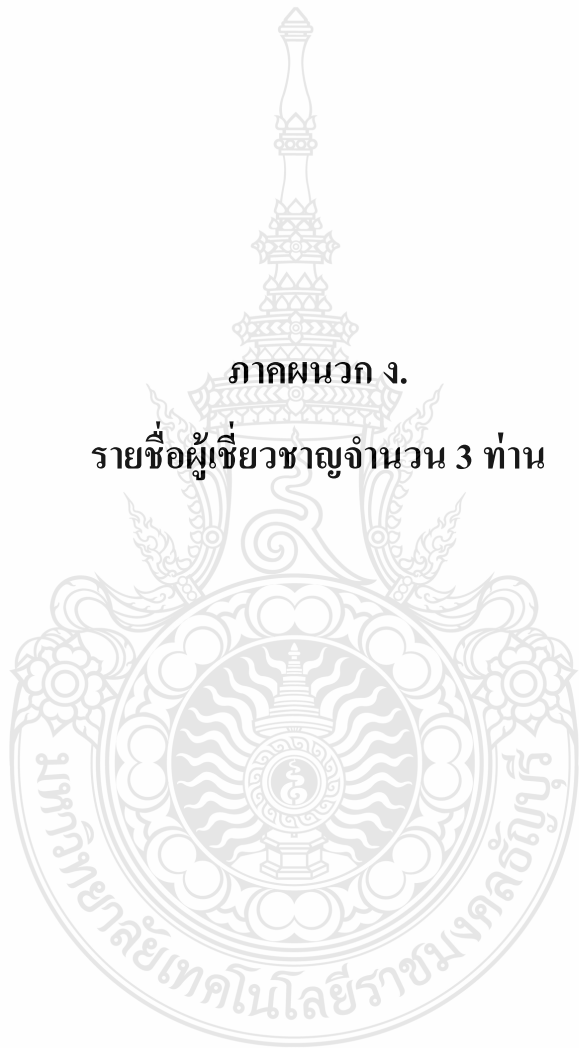 ภาคผนวก ง.
รายชื่อผู้เชี่ยวชาญจำนวน 3 ท่าน
มหาวิทยาลัยเทคโนโลยีราชมงคลธัญบุรี